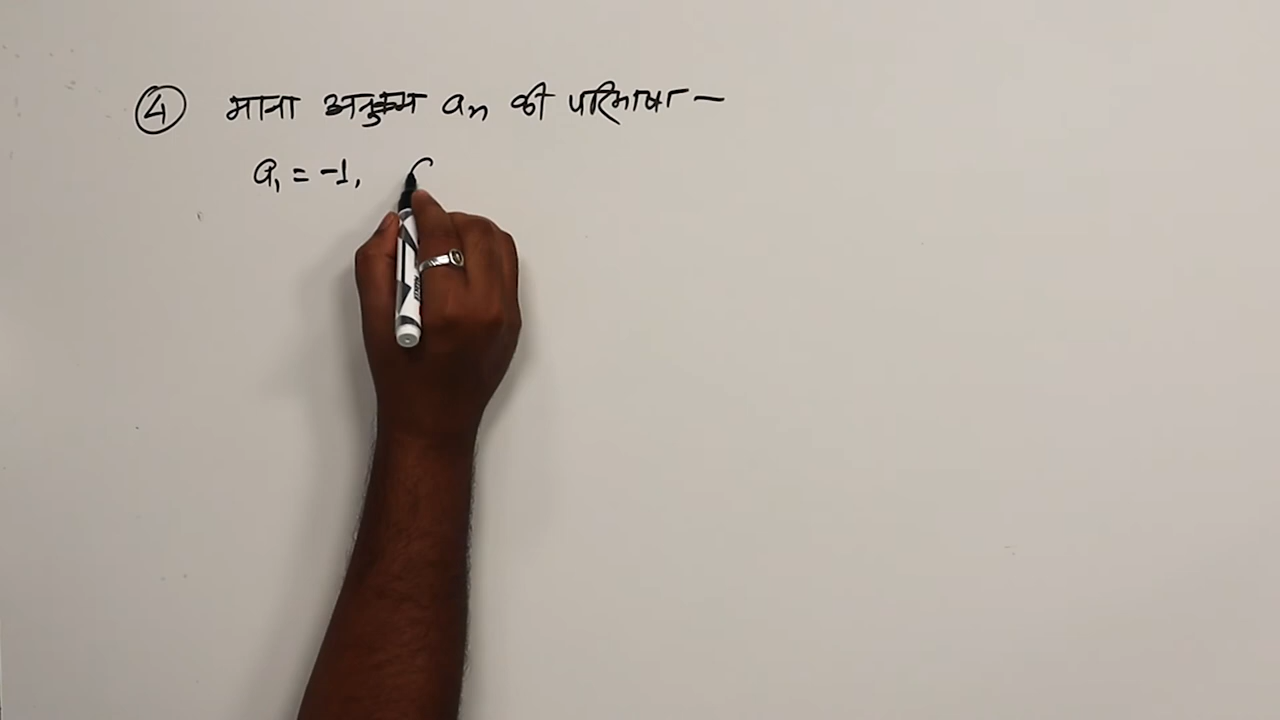 ④ माना अनुक्रम aₙ की परिभाषा —
a₁ = -1,